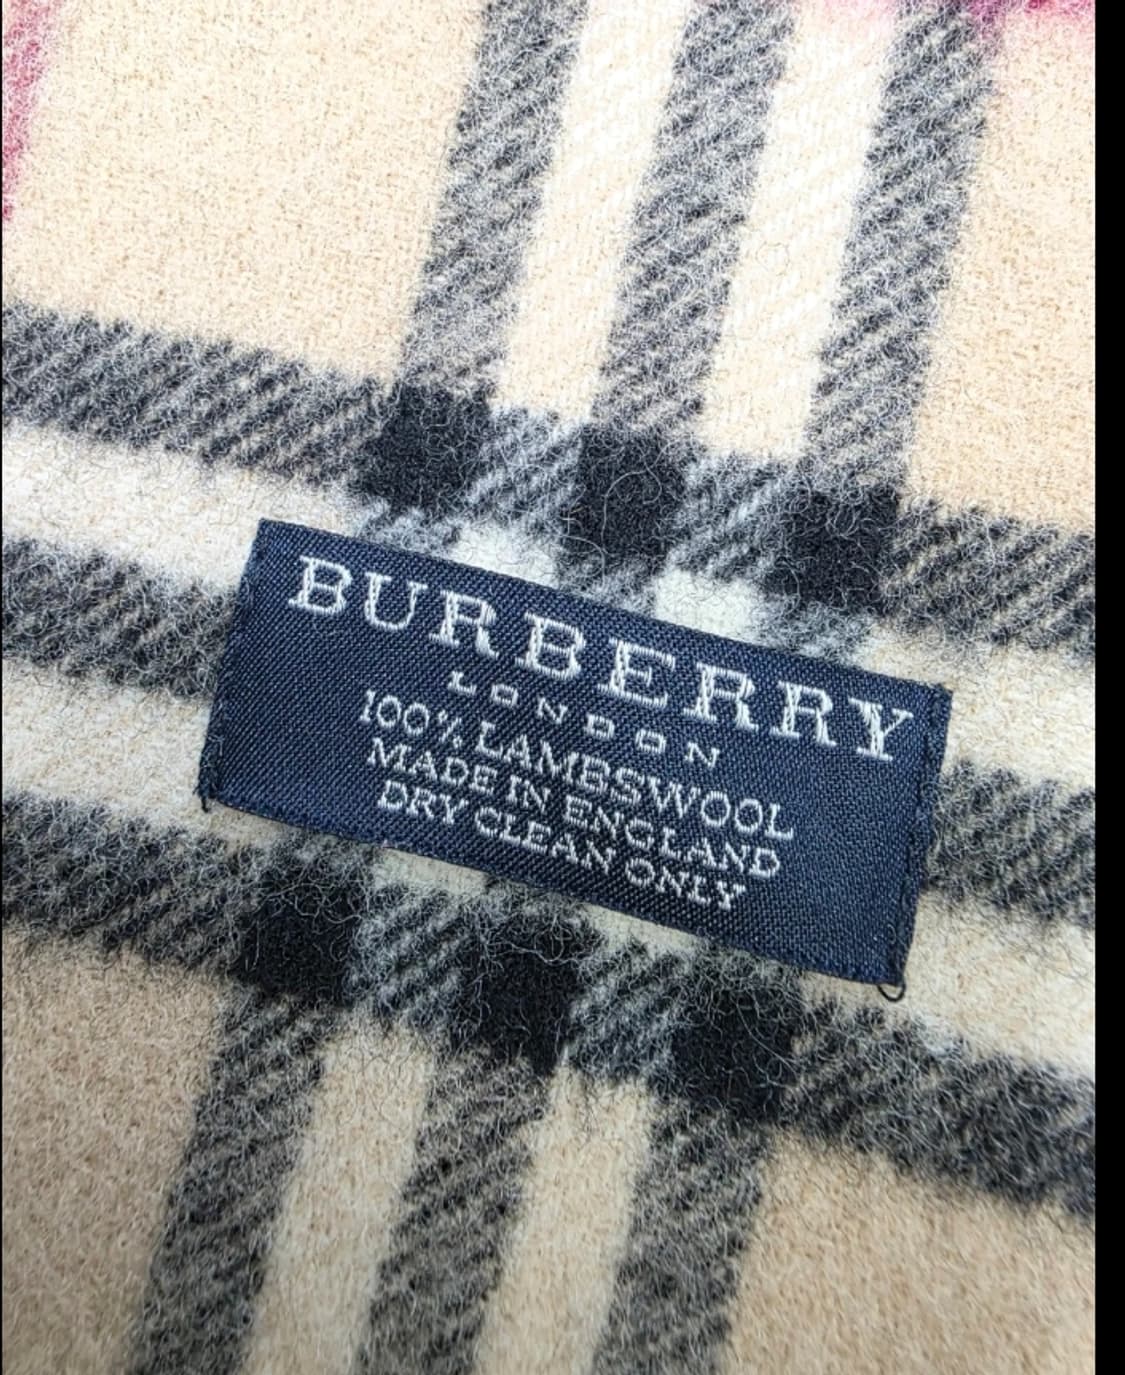 BURBERRY
LONDON
100% LAMBSWOOL
MADE IN ENGLAND
DRY CLEAN ONLY